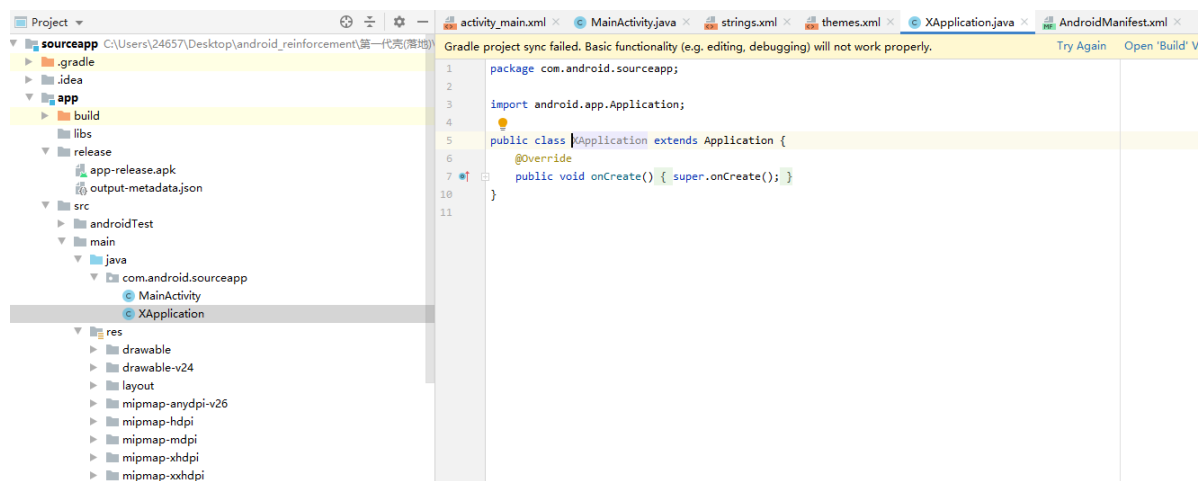 Project
activity_main.xml
MainActivity.java
strings.xml
themes.xml
XApplication.java
AndroidManifest.xml
sourceapp C:\Users\24657\Desktop\android_reinforcement\第一代壳(落地)
Gradle project sync failed. Basic functionality (e.g. editing, debugging) will not work properly.
Try Again Open 'Build' V
.gradle
.idea
app
build
libs
release
app-release.apk
output-metadata.json
src
androidTest
main
java
com.android.sourceapp
MainActivity
XApplication
res
drawable
drawable-v24
layout
mipmap-anydpi-v26
mipmap-hdpi
mipmap-mdpi
mipmap-xhdpi
mipmap-xxhdpi
1 package com.android.sourceapp;
2
3 import android.app.Application;
4
5 public class XApplication extends Application {
6 @Override
7 public void onCreate() { super.onCreate(); }
10 }
11